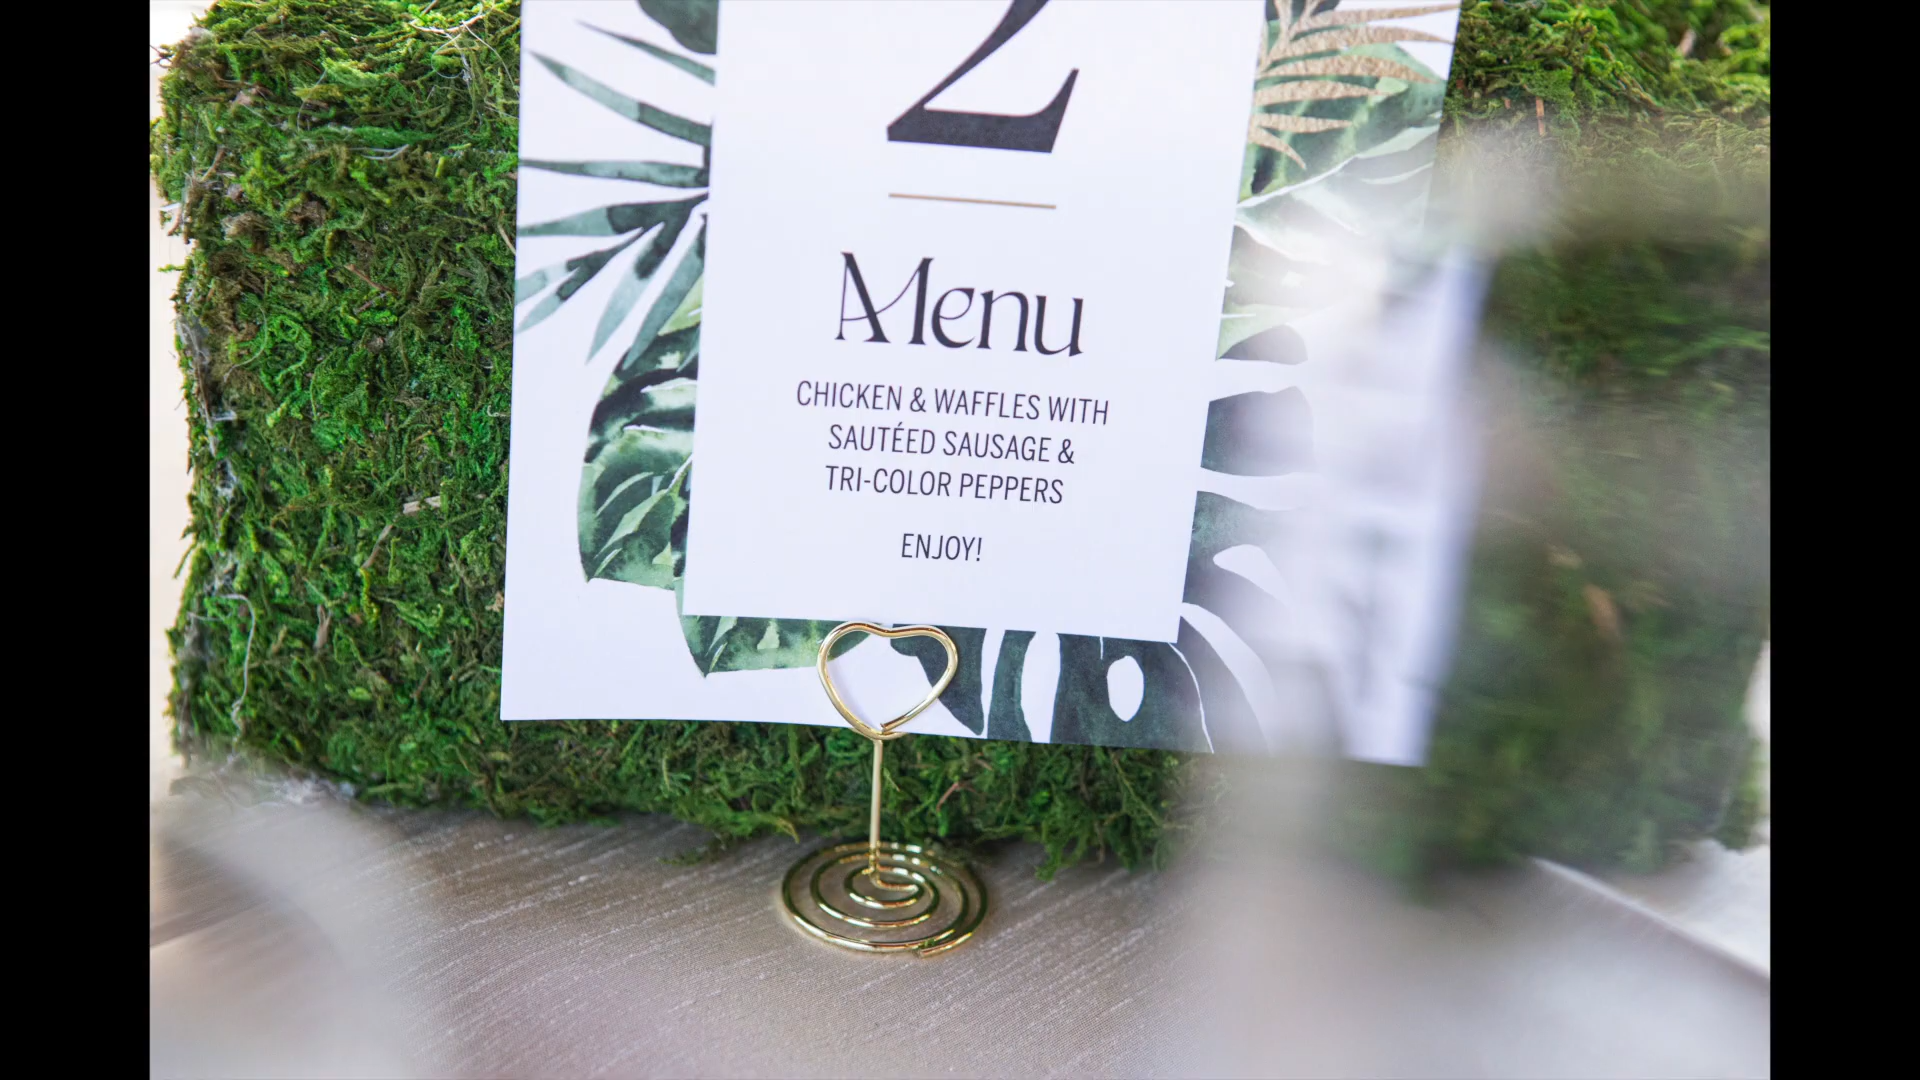 2
Menu
CHICKEN & WAFFLES WITH
SAUTÉED SAUSAGE &
TRI-COLOR PEPPERS
ENJOY!